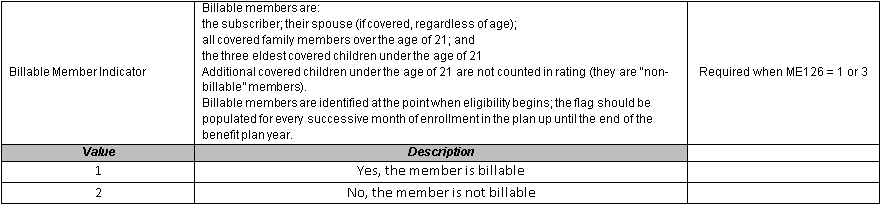 Billable members are:
the subscriber; their spouse (if covered, regardless of age);
all covered family members over the age of 21; and
the three eldest covered children under the age of 21
Billable Member Indicator
Additional covered children under the age of 21 are not counted in rating (they are "non-
billable" members).
Billable members are identified at the point when eligibility begins; the flag should be
populated for every successive month of enrollment in the plan up until the end of the
benefit plan year.
Required when ME126 = 1 or 3
Value Description
1 Yes, the member is billable
2 No, the member is not billable